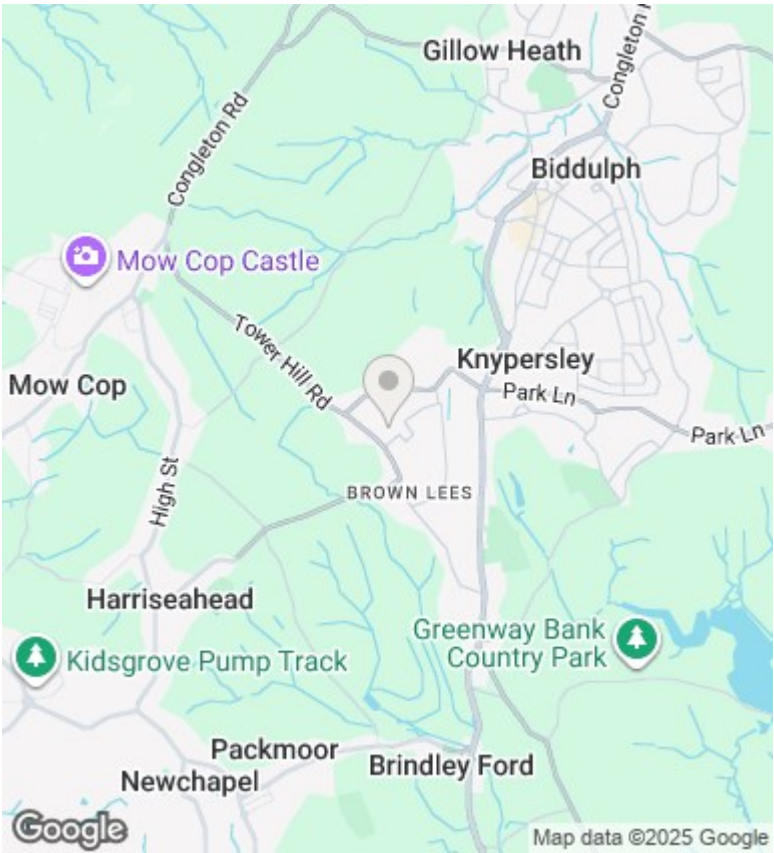 Gillow Heath
Congleton R
Congleton Rd
Biddulph
Mow Cop Castle
Tower Hill Rd
Knypersley
Mow Cop
Park Ln
Park Ln
High St
BROWN LEES
Harriseahead
Greenway Bank
Country Park
Kidsgrove Pump Track
Packmoor
Brindley Ford
Newchapel
Google
Map data ©2025 Google